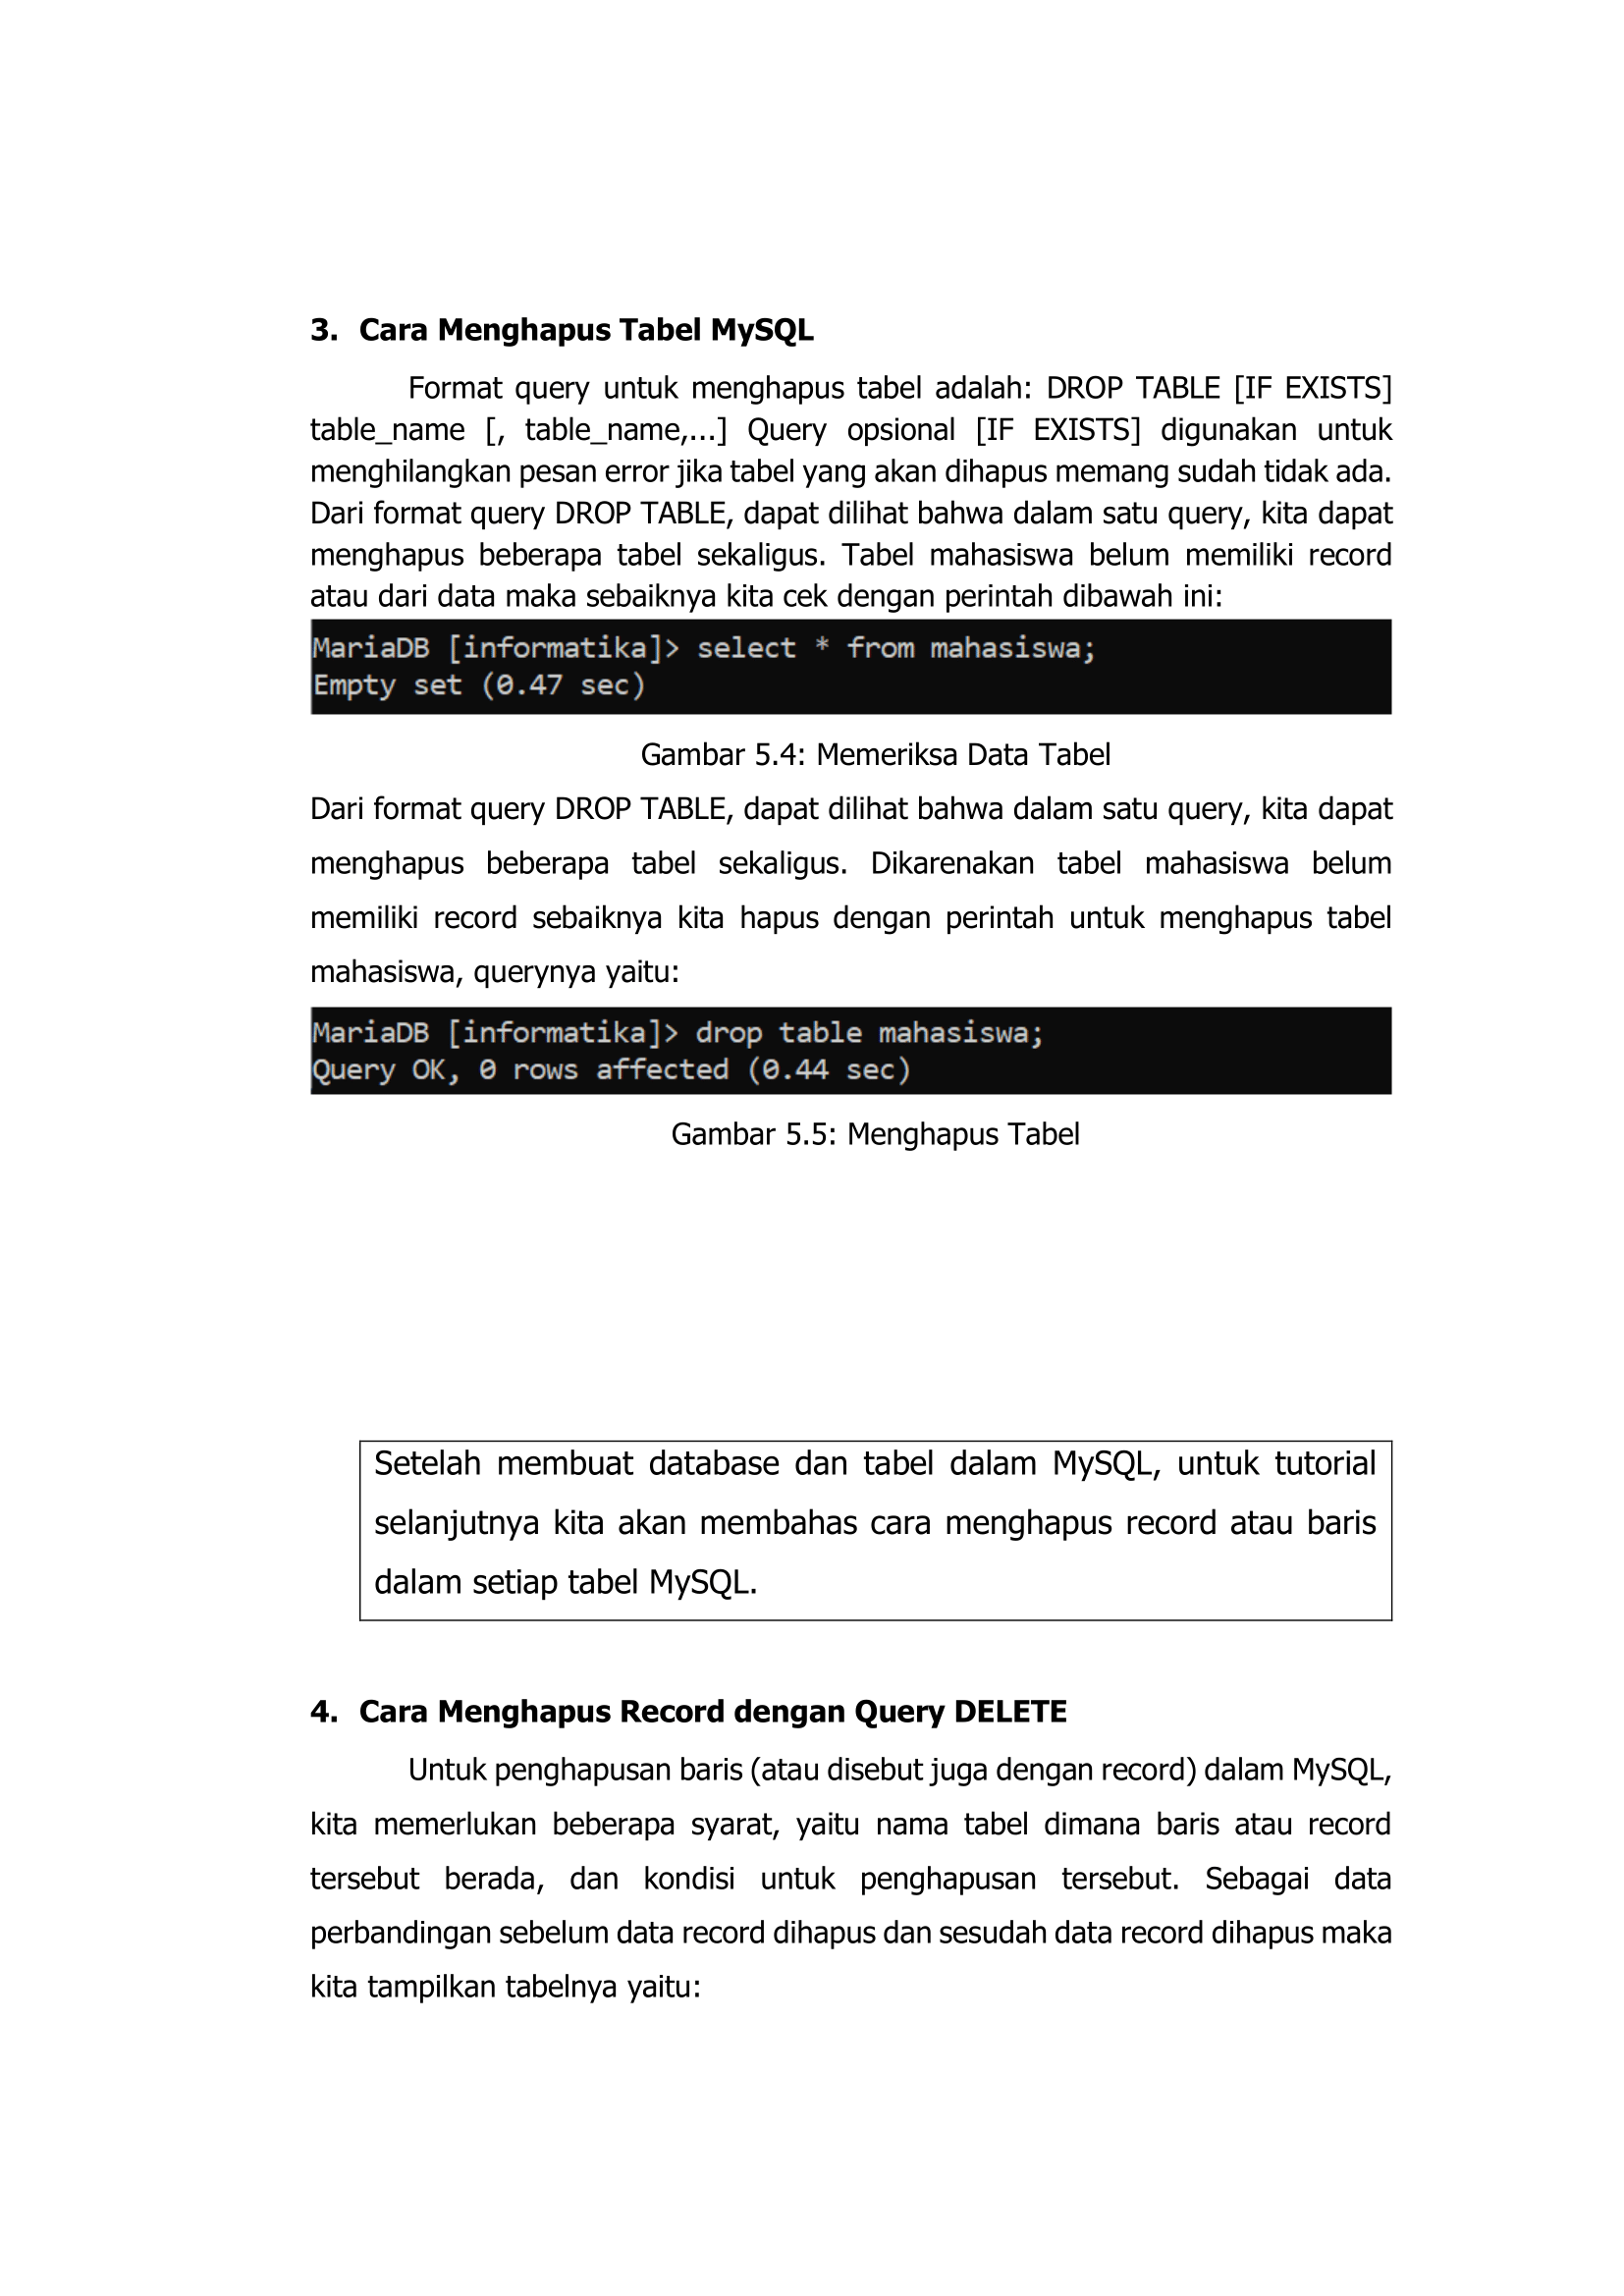 3. Cara Menghapus Tabel MySQL
Format query untuk menghapus tabel adalah: DROP TABLE [IF EXISTS]
table_name [, table_name,...] Query opsional [IF EXISTS] digunakan untuk
menghilangkan pesan error jika tabel yang akan dihapus memang sudah tidak ada.
Dari format query DROP TABLE, dapat dilihat bahwa dalam satu query, kita dapat
menghapus beberapa tabel sekaligus. Tabel mahasiswa belum memiliki record
atau dari data maka sebaiknya kita cek dengan perintah dibawah ini:
MariaDB [informatika]> select * from mahasiswa;
Empty set (0.47 sec)
Gambar 5.4: Memeriksa Data Tabel
Dari format query DROP TABLE, dapat dilihat bahwa dalam satu query, kita dapat
menghapus beberapa tabel sekaligus. Dikarenakan tabel mahasiswa belum
memiliki record sebaiknya kita hapus dengan perintah untuk menghapus tabel
mahasiswa, querynya yaitu:
MariaDB [informatika]> drop table mahasiswa;
Query OK, 0 rows affected (0.44 sec)
Gambar 5.5: Menghapus Tabel
Setelah membuat database dan tabel dalam MySQL, untuk tutorial
selanjutnya kita akan membahas cara menghapus record atau baris
dalam setiap tabel MySQL.
4. Cara Menghapus Record dengan Query DELETE
Untuk penghapusan baris (atau disebut juga dengan record) dalam MySQL,
kita memerlukan beberapa syarat, yaitu nama tabel dimana baris atau record
tersebut berada, dan kondisi untuk penghapusan tersebut. Sebagai data
perbandingan sebelum data record dihapus dan sesudah data record dihapus maka
kita tampilkan tabelnya yaitu: